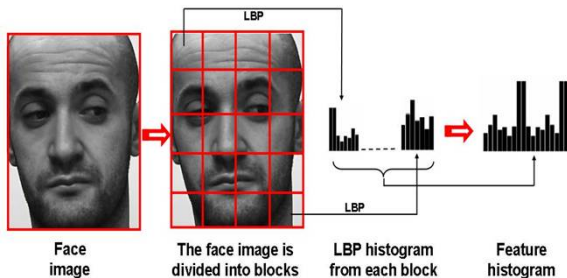 LBP
LBP
Face
image
The face image is
divided into blocks
LBP histogram
from each block
Feature
histogram